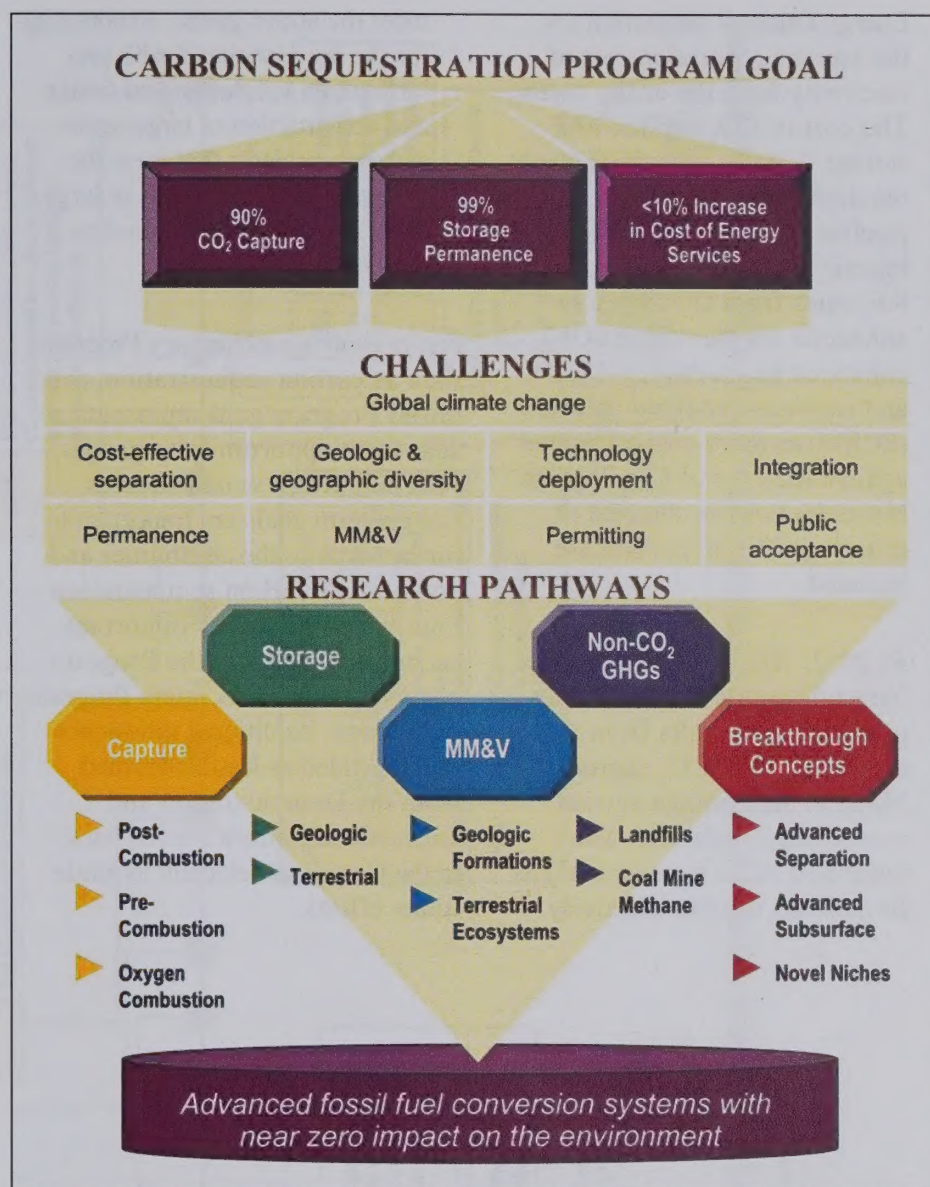 CARBON SEQUESTRATION PROGRAM GOAL
90%
CO₂ Capture
99%
Storage
Permanence
<10% Increase
in Cost of Energy
Services
CHALLENGES
Global climate change
Cost-effective
separation
Geologic &
geographic diversity
Technology
deployment
Integration
Permanence
MM&V
Permitting
Public
acceptance
RESEARCH PATHWAYS
Storage
Non-CO₂
GHGs
Capture
MM&V
Breakthrough
Concepts
Post-
Combustion
Pre-
Combustion
Oxygen
Combustion
Geologic
Terrestrial
Geologic
Formations
Terrestrial
Ecosystems
Landfills
Coal Mine
Methane
Advanced
Separation
Advanced
Subsurface
Novel Niches
Advanced fossil fuel conversion systems with
near zero impact on the environment